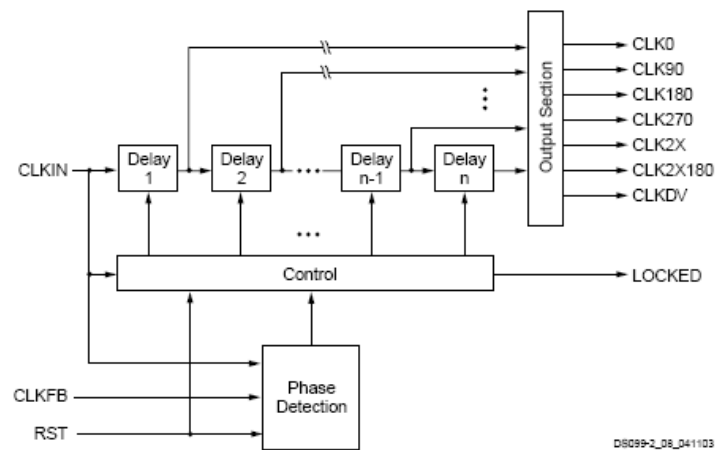 CLK0
CLK90
CLK180
CLK270
CLK2X
CLK2X180
CLKDV
Output Section
CLKIN
Delay
1
Delay
2
Delay
n-1
Delay
n
Control
LOCKED
Phase
Detection
CLKFB
RST
DS099-2_08_041103